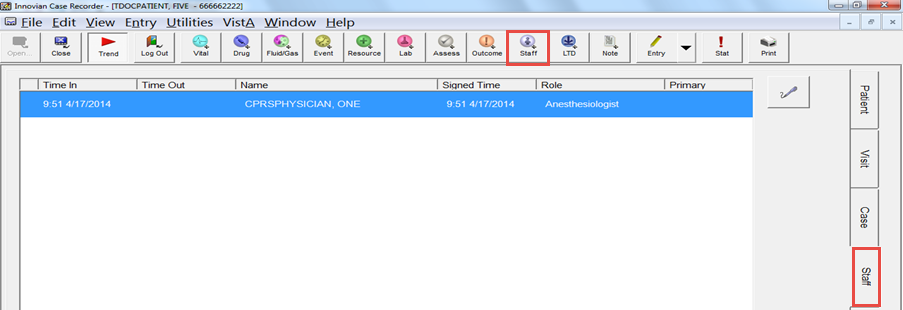 Innovian Case Recorder - [TDOCPATIENT, FIVE - 666662222]
File Edit View Entry Utilities VistA Window Help
Open... Close Trend Log Out Vital Drug Fluid/Gas Event Resource Lab Assess Outcome Staff LTD Note Entry Stat Print
Time In Time Out Name Signed Time Role Primary
9:51 4/17/2014 CPRSPHYSICIAN, ONE 9:51 4/17/2014 Anesthesiologist
Patient
Visit
Case
Staff